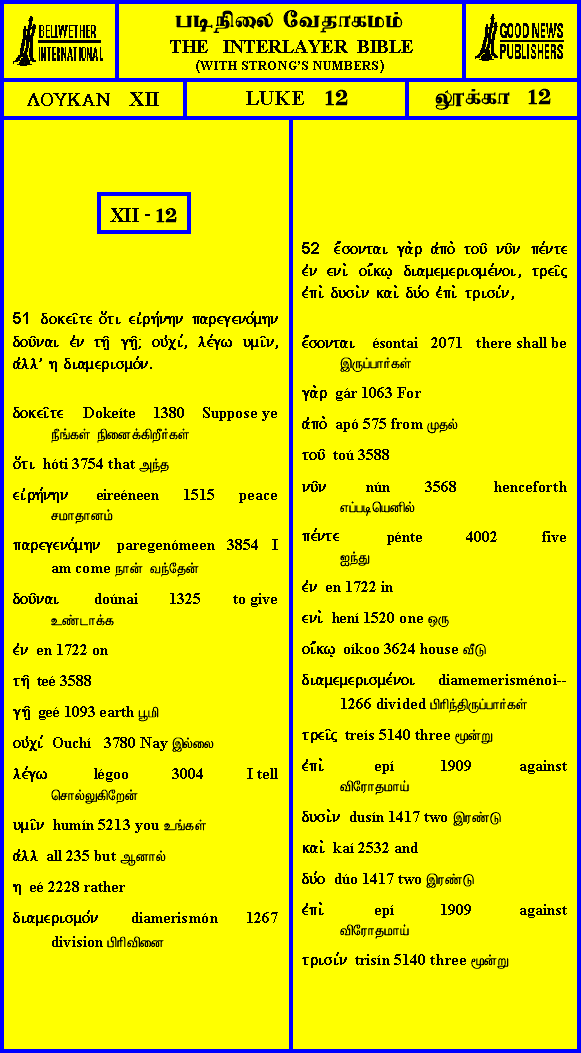 BELLWETHER
INTERNATIONAL
படிநிலை வேதாகமம்
THE INTERLAYER BIBLE
(WITH STRONG'S NUMBERS)
GOOD NEWS
PUBLISHERS
ΛΟΥΚΑΝ XII
LUKE 12
லூக்கா 12
XII - 12
51 δοκεῖτε ὅτι εἰρήνην παρεγενόμην
δοῦναι ἐν τῇ γῇ; οὐχί, λέγω υμῖν,
ἀλλ' η διαμερισμόν.
δοκεῖτε Dokeíte 1380 Suppose ye
நீங்கள் நினைக்கிறீர்கள்
ὅτι hóti 3754 that அந்த
εἰρήνην eireéneen 1515 peace
சமாதானம்
παρεγενόμην paregenómeen 3854 I
am come நான் வந்தேன்
δοῦναι doúnai 1325 to give
உண்டாக்க
ἐν en 1722 on
τῇ teé 3588
γῇ geé 1093 earth பூமி
οὐχί Ouchí 3780 Nay இல்லை
λέγω légoo 3004 I tell
சொல்லுகிறேன்
υμῖν humín 5213 you உங்கள்
ἀλλ all 235 but ஆனால்
η eé 2228 rather
διαμερισμόν diamerismón 1267
division பிரிவினை
52 ἔσονται γὰρ ἀπὸ τοῦ νῦν πέντε
ἐν ενὶ οἴκῳ διαμεμερισμένοι, τρεῖς
ἐπὶ δυσὶν καὶ δύο ἐπὶ τρισίν,
ἔσονται ésontai 2071 there shall be
இருப்பார்கள்
γὰρ gár 1063 For
ἀπὸ apó 575 from முதல்
τοῦ toú 3588
νῦν nún 3568 henceforth
எப்படியெனில்
πέντε pénte 4002 five
ஐந்து
ἐν en 1722 in
ενὶ hení 1520 one ஒரு
οἴκῳ oíkoo 3624 house வீடு
διαμεμερισμένοι diamemerisménoi--
1266 divided பிரிந்திருப்பார்கள்
τρεῖς treís 5140 three மூன்று
ἐπὶ epí 1909 against
விரோதமாய்
δυσὶν dusín 1417 two இரண்டு
καὶ kaí 2532 and
δύο dúo 1417 two இரண்டு
ἐπὶ epí 1909 against
விரோதமாய்
τρισίν trisín 5140 three மூன்று